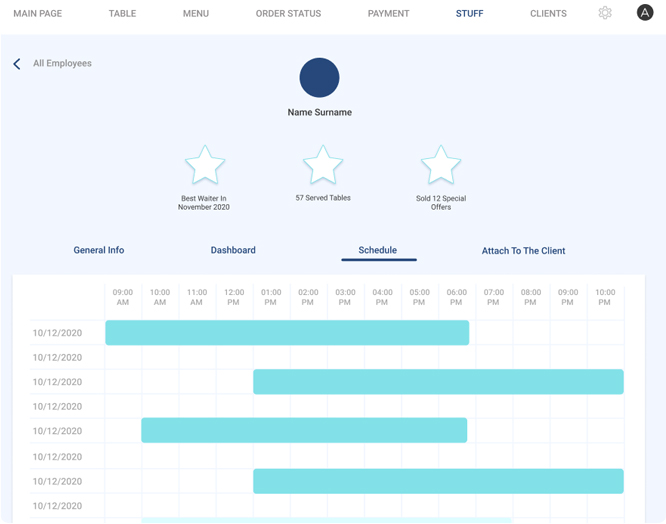 MAIN PAGE TABLE MENU ORDER STATUS PAYMENT STUFF CLIENTS A
All Employees
Name Surname
Best Waiter In
November 2020
57 Served Tables
Sold 12 Special
Offers
General Info Dashboard Schedule Attach To The Client
09:00 10:00 11:00 12:00 01:00 02:00 03:00 04:00 05:00 06:00 07:00 08:00 09:00 10:00
AM AM AM PM PM PM PM PM PM PM PM PM PM PM
10/12/2020
10/12/2020
10/12/2020
10/12/2020
10/12/2020
10/12/2020
10/12/2020
10/12/2020